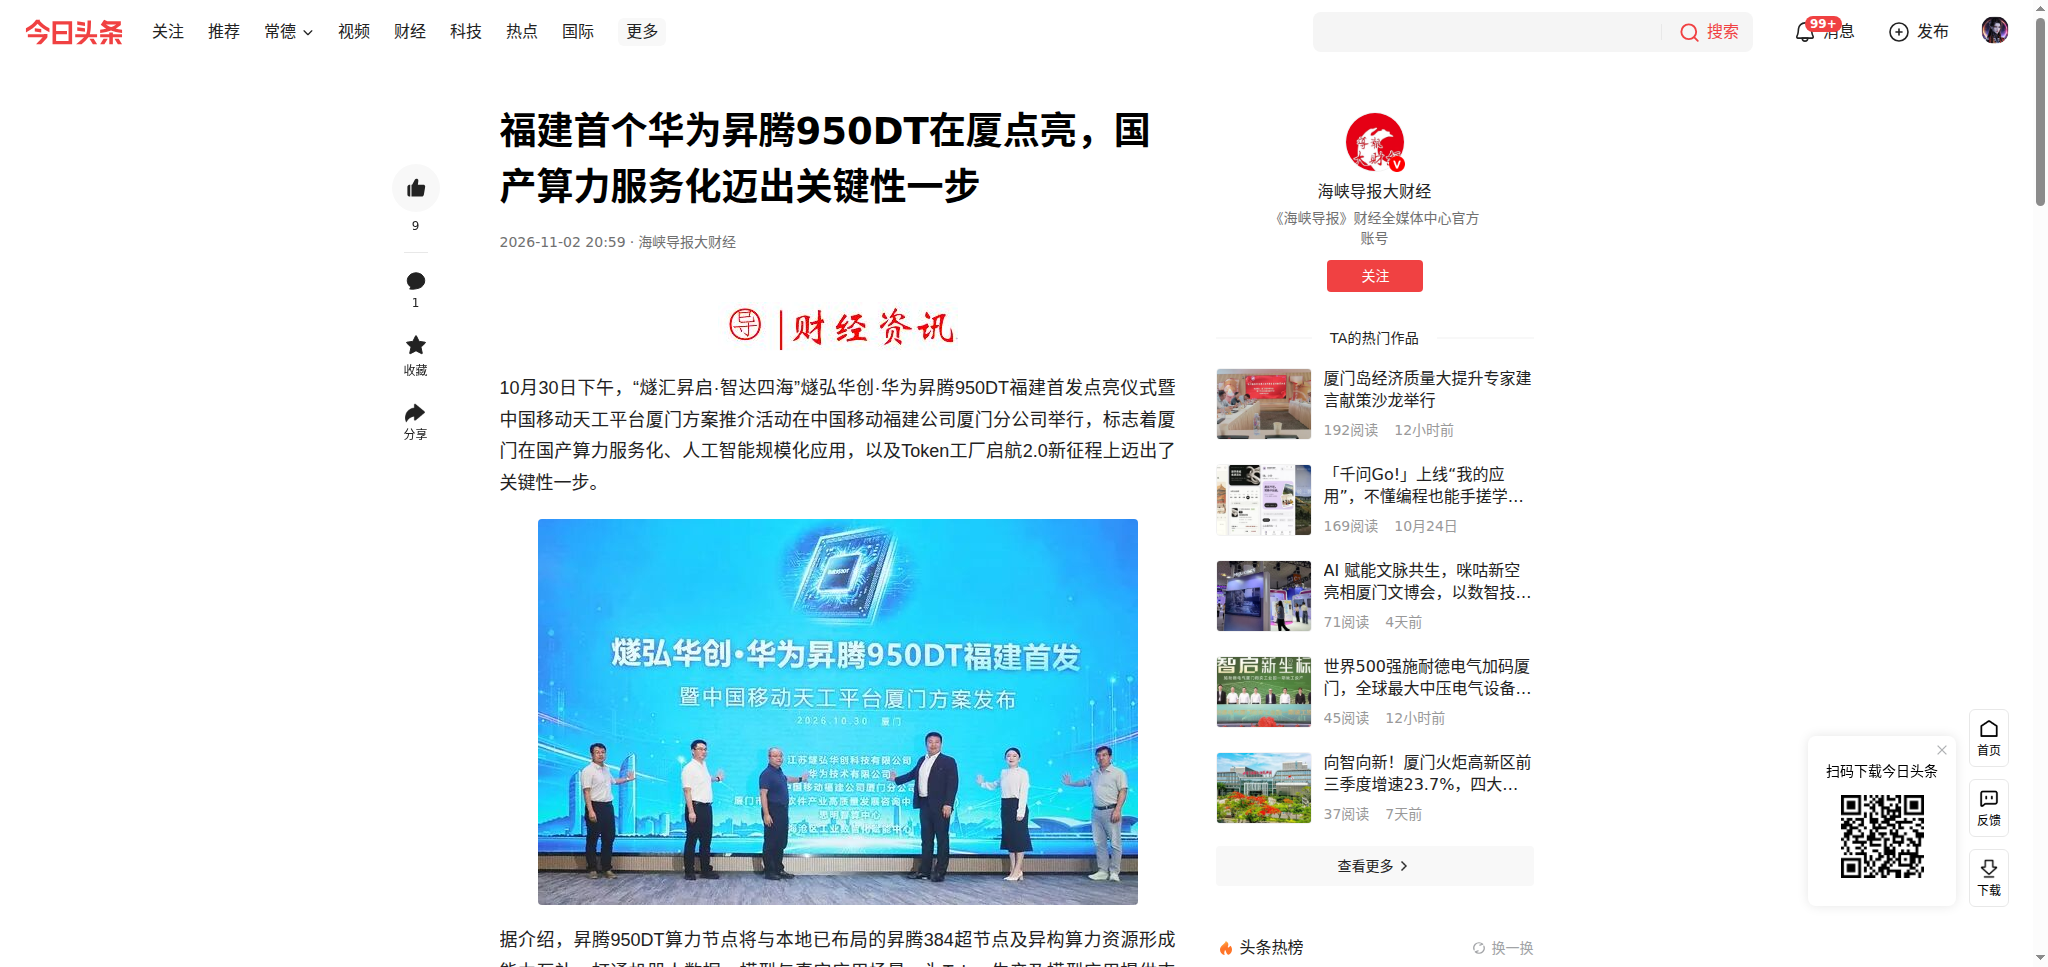 今日头条
关注
推荐
常德
视频
财经
科技
热点
国际
更多
搜索
99+
消息
发布
福建首个华为昇腾950DT在厦点亮，国
产算力服务化迈出关键性一步
2026-11-02 20:59 · 海峡导报大财经
9
1
收藏
分享
导 | 财经资讯
10月30日下午，“燧汇昇启·智达四海”燧弘华创·华为昇腾950DT福建首发点亮仪式暨
中国移动天工平台厦门方案推介活动在中国移动福建公司厦门分公司举行，标志着厦
门在国产算力服务化、人工智能规模化应用，以及Token工厂启航2.0新征程上迈出了
关键性一步。
燧弘华创·华为昇腾950DT福建首发
暨中国移动天工平台厦门方案发布
2026.10.30 厦门
江苏燧弘华创科技有限公司
华为技术有限公司
中国移动福建公司厦门分公司
思明智算中心
据介绍，昇腾950DT算力节点将与本地已布局的昇腾384超节点及异构算力资源形成
海峡导报大财经
《海峡导报》财经全媒体中心官方
账号
关注
TA的热门作品
厦门岛经济质量大提升专家建
言献策沙龙举行
192阅读 12小时前
「千问Go!」上线“我的应
用”，不懂编程也能手搓学…
169阅读 10月24日
AI 赋能文脉共生，咪咕新空
亮相厦门文博会，以数智技…
71阅读 4天前
智启新坐标
世界500强施耐德电气加码厦
门，全球最大中压电气设备…
45阅读 12小时前
向智向新！厦门火炬高新区前
三季度增速23.7%，四大…
37阅读 7天前
查看更多
头条热榜
换一换
扫码下载今日头条
首页
反馈
下载